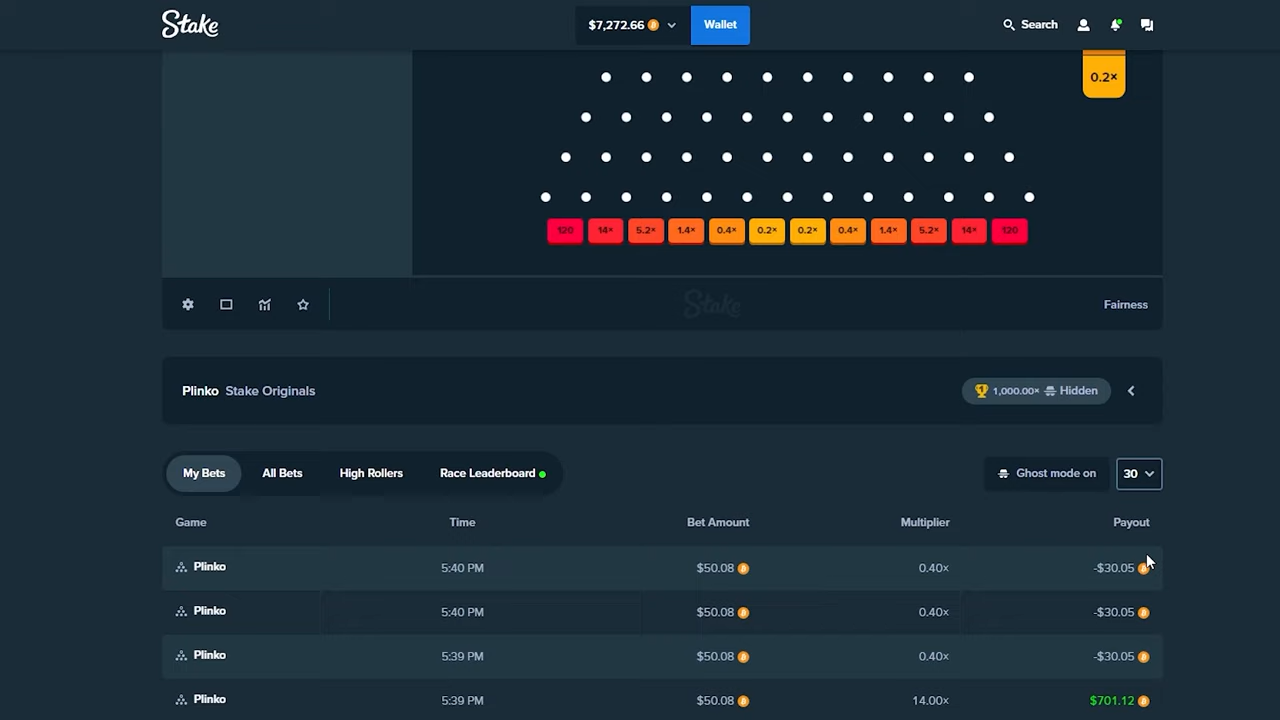 Stake
$7,272.66
Wallet
Search
0.2×
120 14× 5.2× 1.4× 0.4× 0.2× 0.2× 0.4× 1.4× 5.2× 14× 120
Stake
Fairness
Plinko Stake Originals
1,000.00× Hidden
My Bets All Bets High Rollers Race Leaderboard
Ghost mode on
30
Game Time Bet Amount Multiplier Payout
Plinko 5:40 PM $50.08 0.40× -$30.05
Plinko 5:40 PM $50.08 0.40× -$30.05
Plinko 5:39 PM $50.08 0.40× -$30.05
Plinko 5:39 PM $50.08 14.00× $701.12